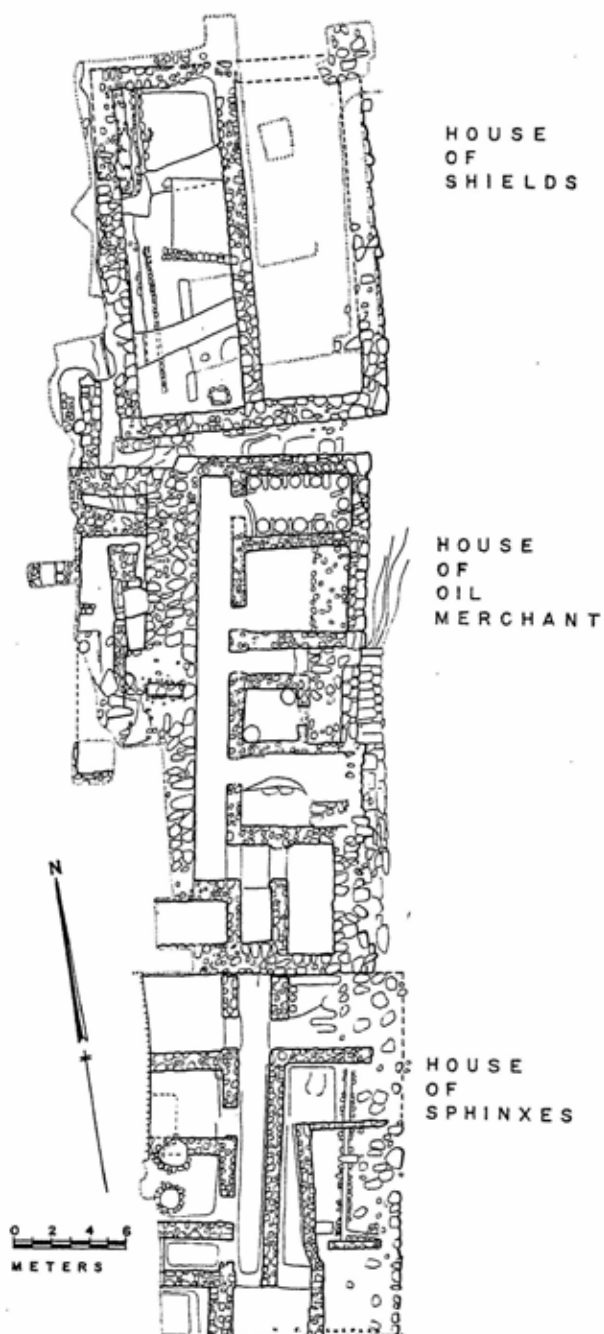 HOUSE
OF
SHIELDS
HOUSE
OF
OIL
MERCHANT
N
HOUSE
OF
SPHINXES
0 2 4 6
METERS